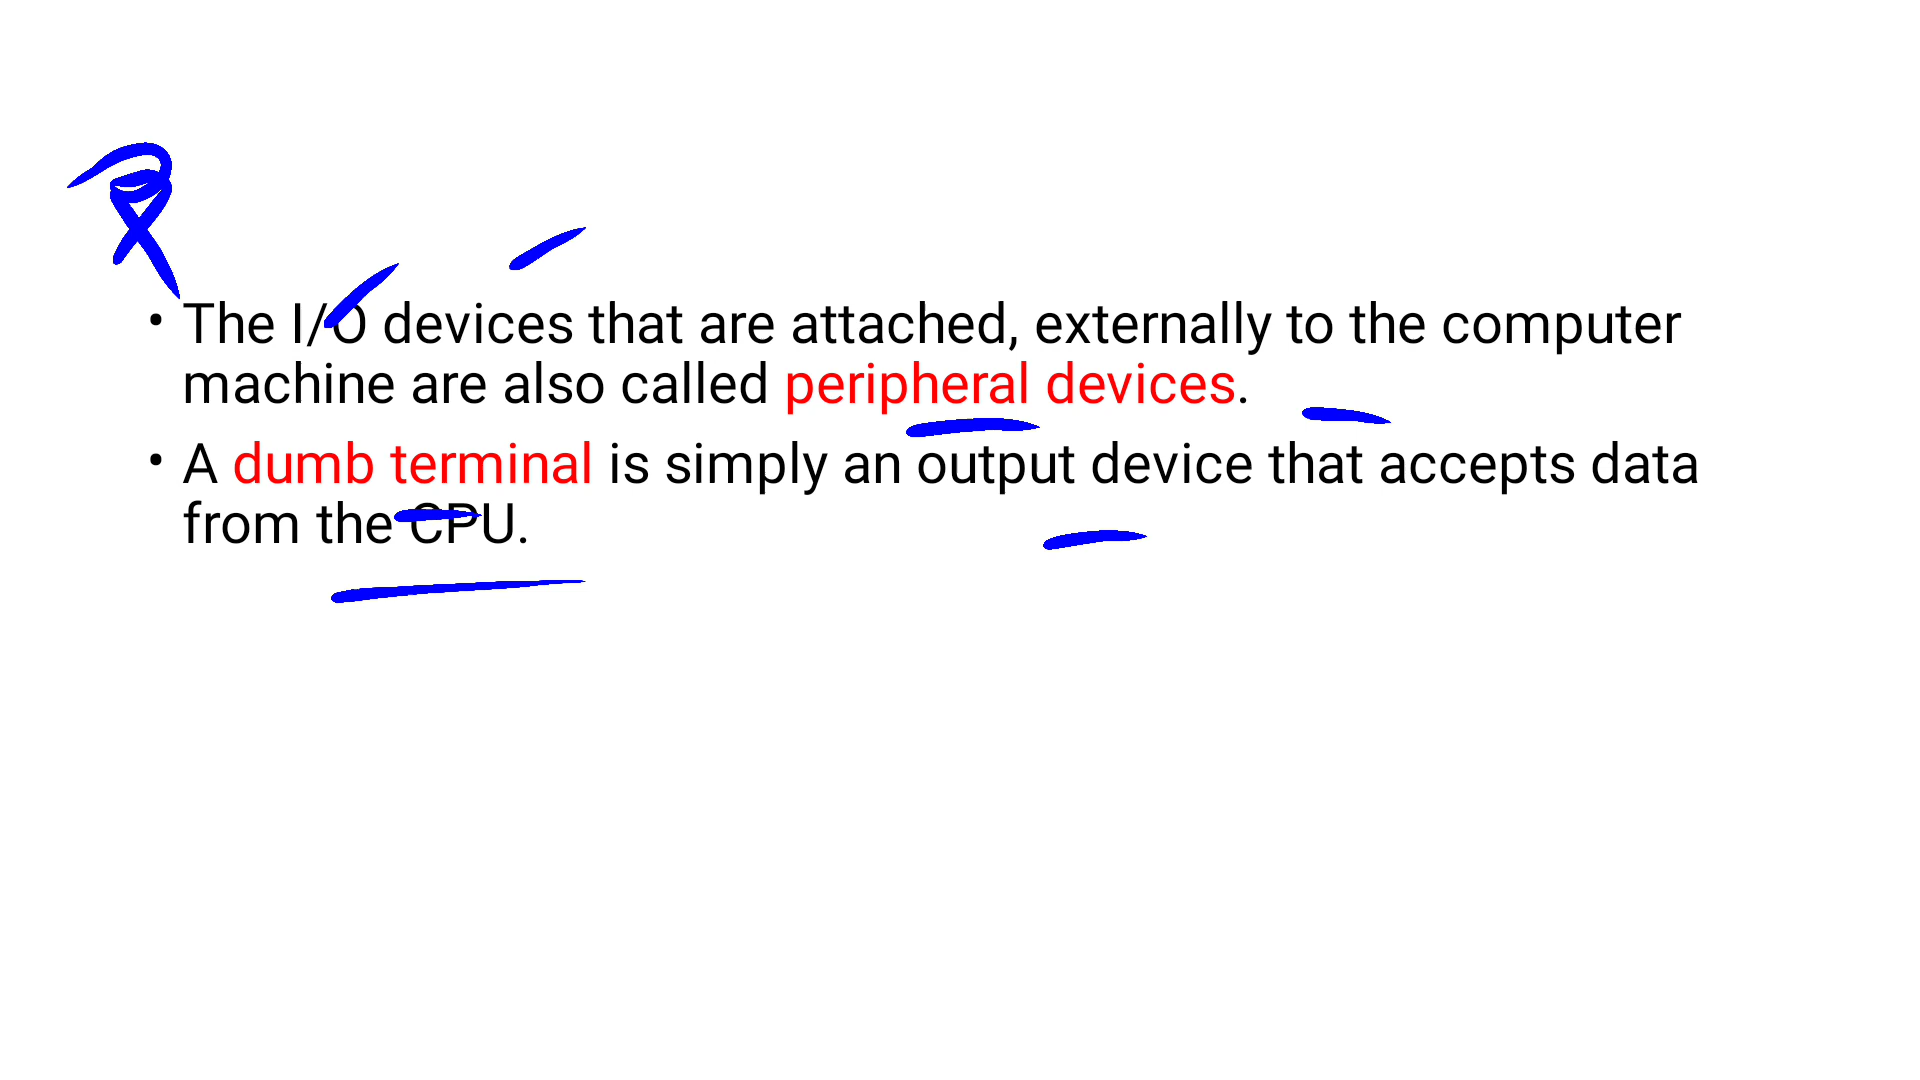 • The I/O devices that are attached, externally to the computer
machine are also called peripheral devices.
• A dumb terminal is simply an output device that accepts data
from the CPU.